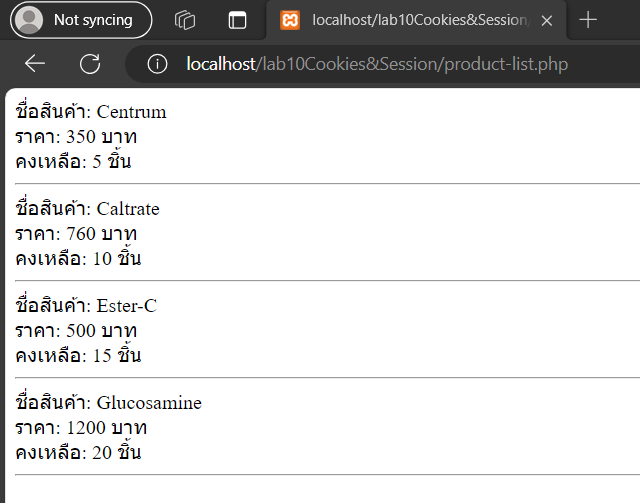 Not syncing
localhost/lab10Cookies&Session
localhost/lab10Cookies&Session/product-list.php
ชื่อสินค้า: Centrum
ราคา: 350 บาท
คงเหลือ: 5 ชิ้น
ชื่อสินค้า: Caltrate
ราคา: 760 บาท
คงเหลือ: 10 ชิ้น
ชื่อสินค้า: Ester-C
ราคา: 500 บาท
คงเหลือ: 15 ชิ้น
ชื่อสินค้า: Glucosamine
ราคา: 1200 บาท
คงเหลือ: 20 ชิ้น